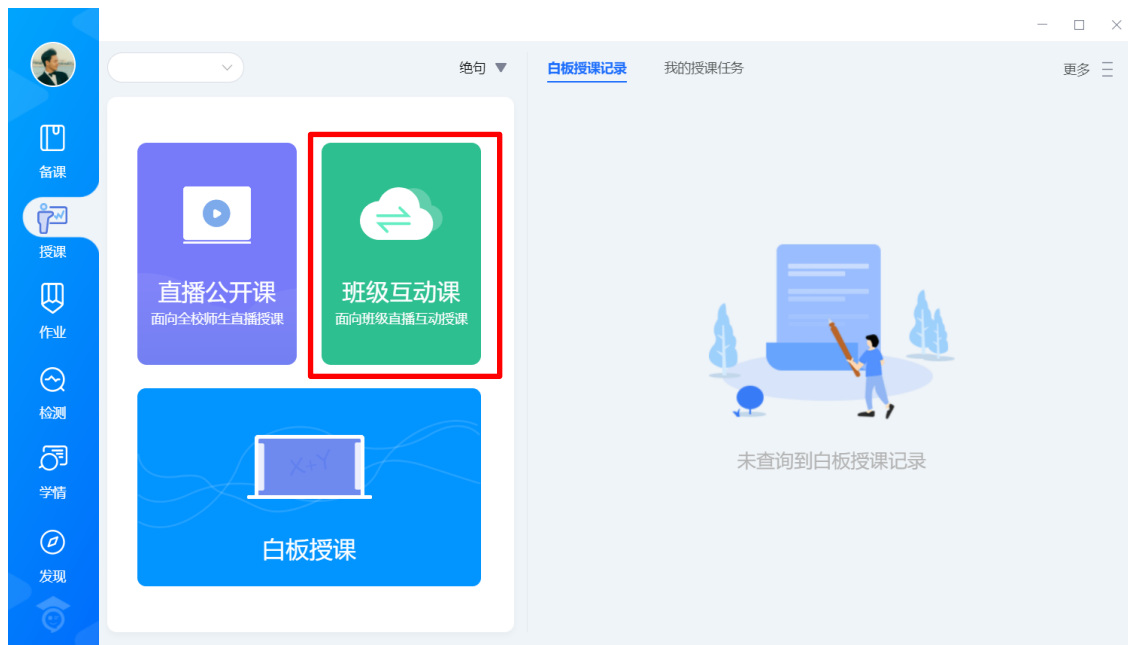 备课
授课
作业
检测
学情
发现
绝句
直播公开课
面向全校师生直播授课
班级互动课
面向班级直播互动授课
X+Y
白板授课
白板授课记录
我的授课任务
更多
未查询到白板授课记录